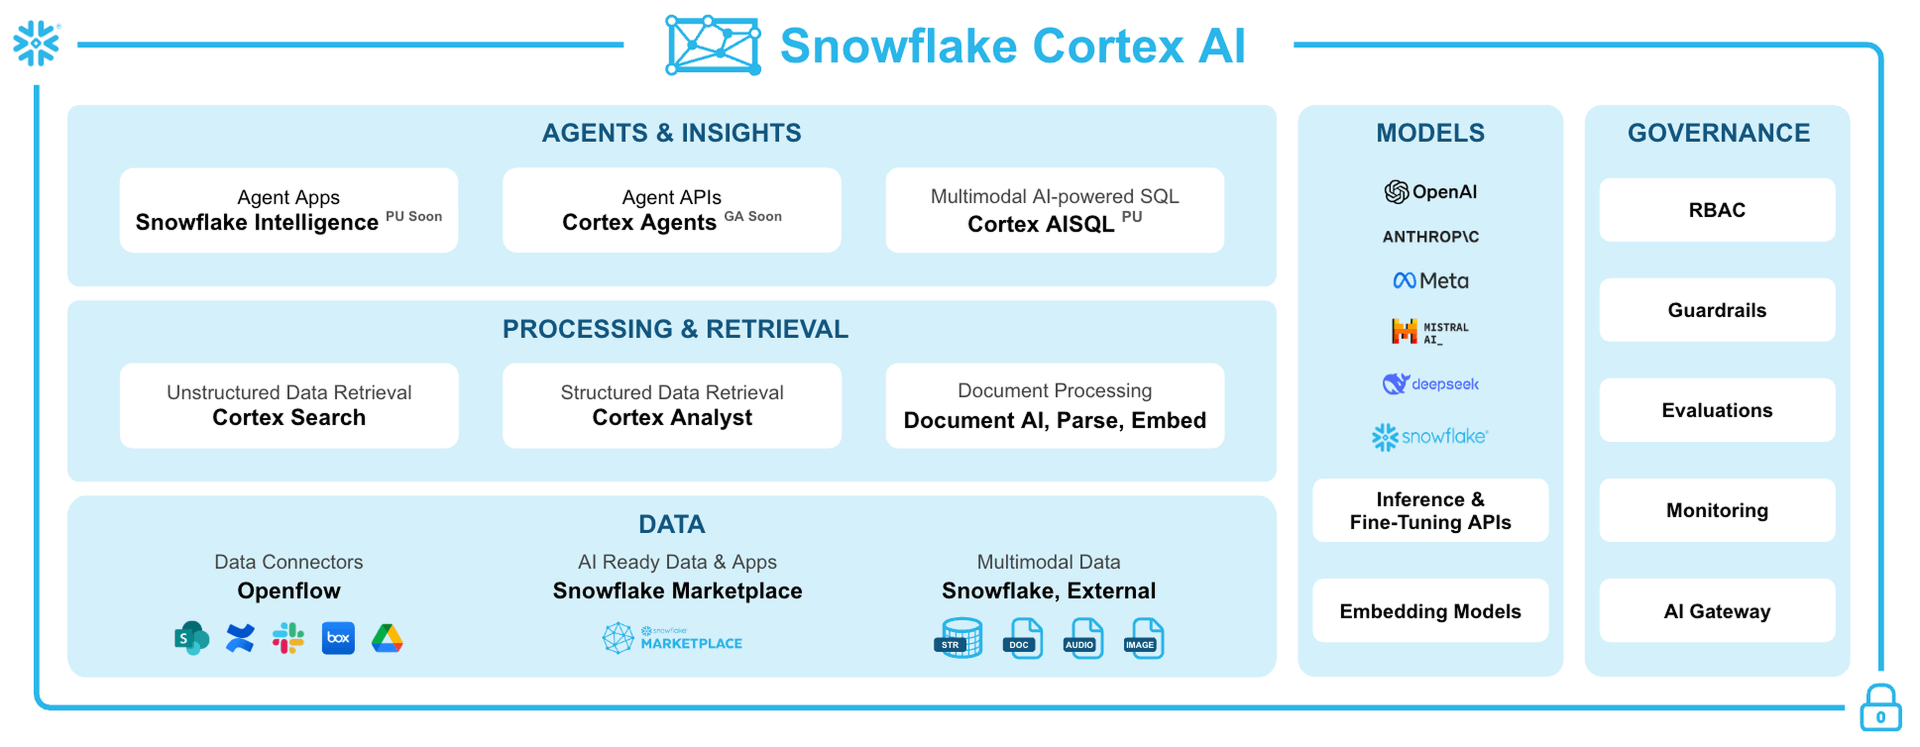 Snowflake Cortex AI
AGENTS & INSIGHTS
Agent Apps
Snowflake Intelligence PU Soon
Agent APIs
Cortex Agents GA Soon
Multimodal AI-powered SQL
Cortex AISQL PU
PROCESSING & RETRIEVAL
Unstructured Data Retrieval
Cortex Search
Structured Data Retrieval
Cortex Analyst
Document Processing
Document AI, Parse, Embed
DATA
Data Connectors
Openflow
S
box
AI Ready Data & Apps
Snowflake Marketplace
snowflake
MARKETPLACE
Multimodal Data
Snowflake, External
STR
DOC
AUDIO
IMAGE
MODELS
OpenAI
ANTHROP\C
Meta
MISTRAL
AI_
deepseek
snowflake®
Inference &
Fine-Tuning APIs
Embedding Models
GOVERNANCE
RBAC
Guardrails
Evaluations
Monitoring
AI Gateway
0